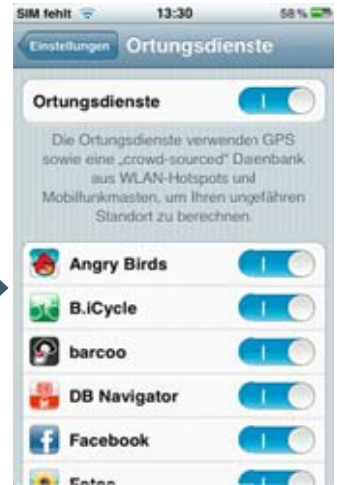 SIM fehlt 13:30 58 %
Einstellungen Ortungsdienste
Ortungsdienste
Die Ortungsdienste verwenden GPS
sowie eine „crowd-sourced“ Datenbank
aus WLAN-Hotspots und
Mobilfunkmasten, um Ihren ungefähren
Standort zu berechnen.
Angry Birds
B.iCycle
barcoo
DB Navigator
Facebook
Fotos